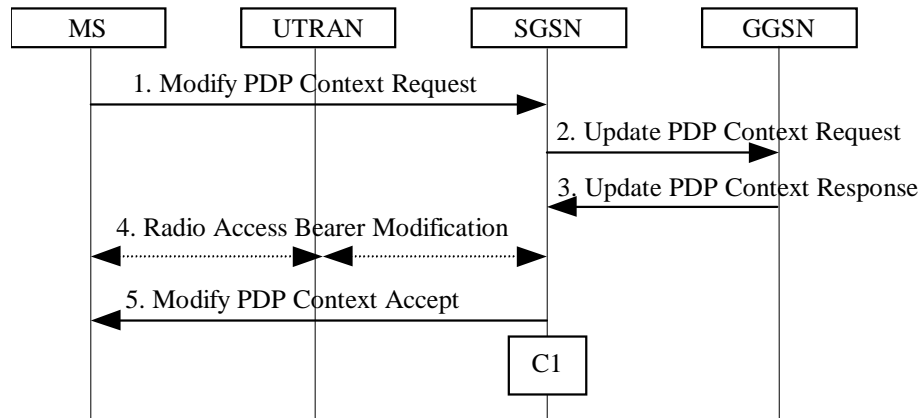 MS UTRAN SGSN GGSN
1. Modify PDP Context Request
2. Update PDP Context Request
3. Update PDP Context Response
4. Radio Access Bearer Modification
5. Modify PDP Context Accept
C1